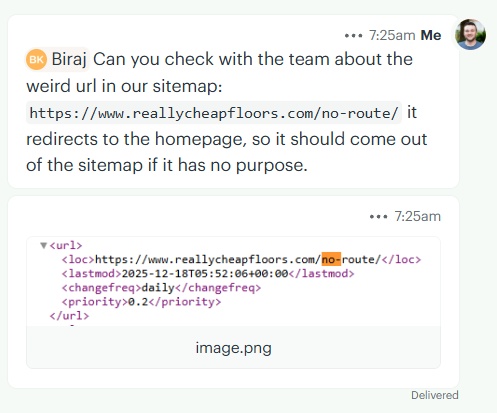 ••• 7:25am Me
BK Biraj Can you check with the team about the
weird url in our sitemap:
https://www.reallycheapfloors.com/no-route/ it
redirects to the homepage, so it should come out
of the sitemap if it has no purpose.
••• 7:25am
▼<url>
<loc>https://www.reallycheapfloors.com/no-route/</loc>
<lastmod>2025-12-18T05:52:06+00:00</lastmod>
<changefreq>daily</changefreq>
<priority>0.2</priority>
</url>
image.png
Delivered